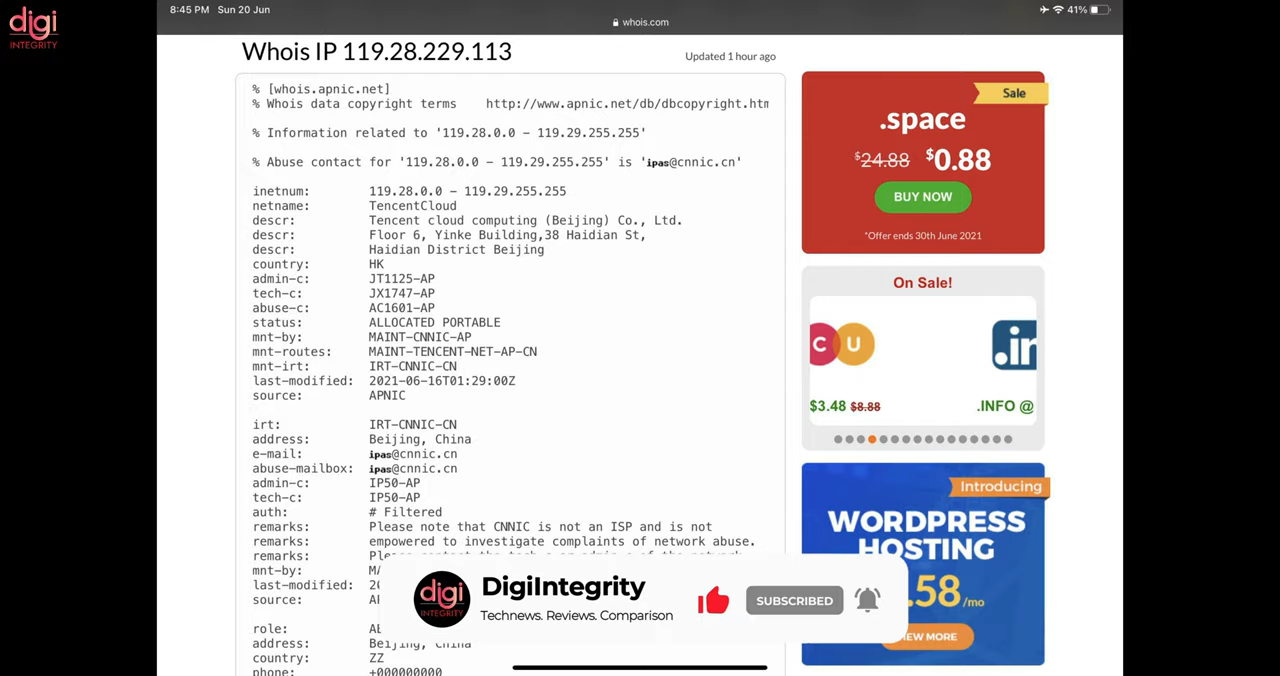 digi
INTEGRITY
8:45 PM Sun 20 Jun
41%
whois.com
Whois IP 119.28.229.113
Updated 1 hour ago
% [whois.apnic.net]
% Whois data copyright terms http://www.apnic.net/db/dbcopyright.htm
% Information related to '119.28.0.0 - 119.29.255.255'
% Abuse contact for '119.28.0.0 - 119.29.255.255' is 'ipas@cnnic.cn'
inetnum: 119.28.0.0 - 119.29.255.255
netname: TencentCloud
descr: Tencent cloud computing (Beijing) Co., Ltd.
descr: Floor 6, Yinke Building,38 Haidian St,
descr: Haidian District Beijing
country: HK
admin-c: JT1125-AP
tech-c: JX1747-AP
abuse-c: AC1601-AP
status: ALLOCATED PORTABLE
mnt-by: MAINT-CNNIC-AP
mnt-routes: MAINT-TENCENT-NET-AP-CN
mnt-irt: IRT-CNNIC-CN
last-modified: 2021-06-16T01:29:00Z
source: APNIC
irt: IRT-CNNIC-CN
address: Beijing, China
e-mail: ipas@cnnic.cn
abuse-mailbox: ipas@cnnic.cn
admin-c: IP50-AP
tech-c: IP50-AP
auth: # Filtered
remarks: Please note that CNNIC is not an ISP and is not
remarks: empowered to investigate complaints of network abuse.
remarks:
mnt-by:
last-modified:
source:
role:
address: Beijing, China
country: ZZ
phone: +000000000
Sale
.space
$24.88 $0.88
BUY NOW
*Offer ends 30th June 2021
On Sale!
C U
.in
$3.48 $8.88
.INFO @
Introducing
WORDPRESS
HOSTING
.58 /mo
digi
INTEGRITY
DigiIntegrity
Technews. Reviews. Comparison
SUBSCRIBED